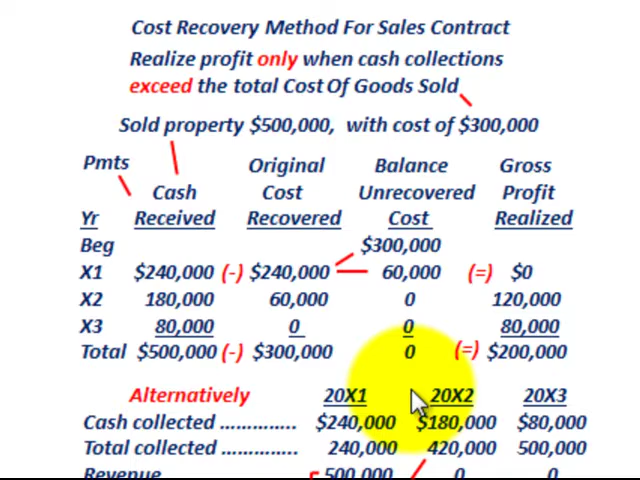 Cost Recovery Method For Sales Contract
Realize profit only when cash collections
exceed the total Cost Of Goods Sold
Sold property $500,000, with cost of $300,000
Pmts Original Balance Gross
Cash Cost Unrecovered Profit
Yr Received Recovered Cost Realized
Beg $300,000
X1 $240,000 (-) $240,000 60,000 (=) $0
X2 180,000 60,000 0 120,000
X3 80,000 0 0 80,000
Total $500,000 (-) $300,000 0 (=) $200,000
Alternatively 20X1 20X2 20X3
Cash collected .............. $240,000 $180,000 $80,000
Total collected .............. 240,000 420,000 500,000
Revenue 500,000 0 0